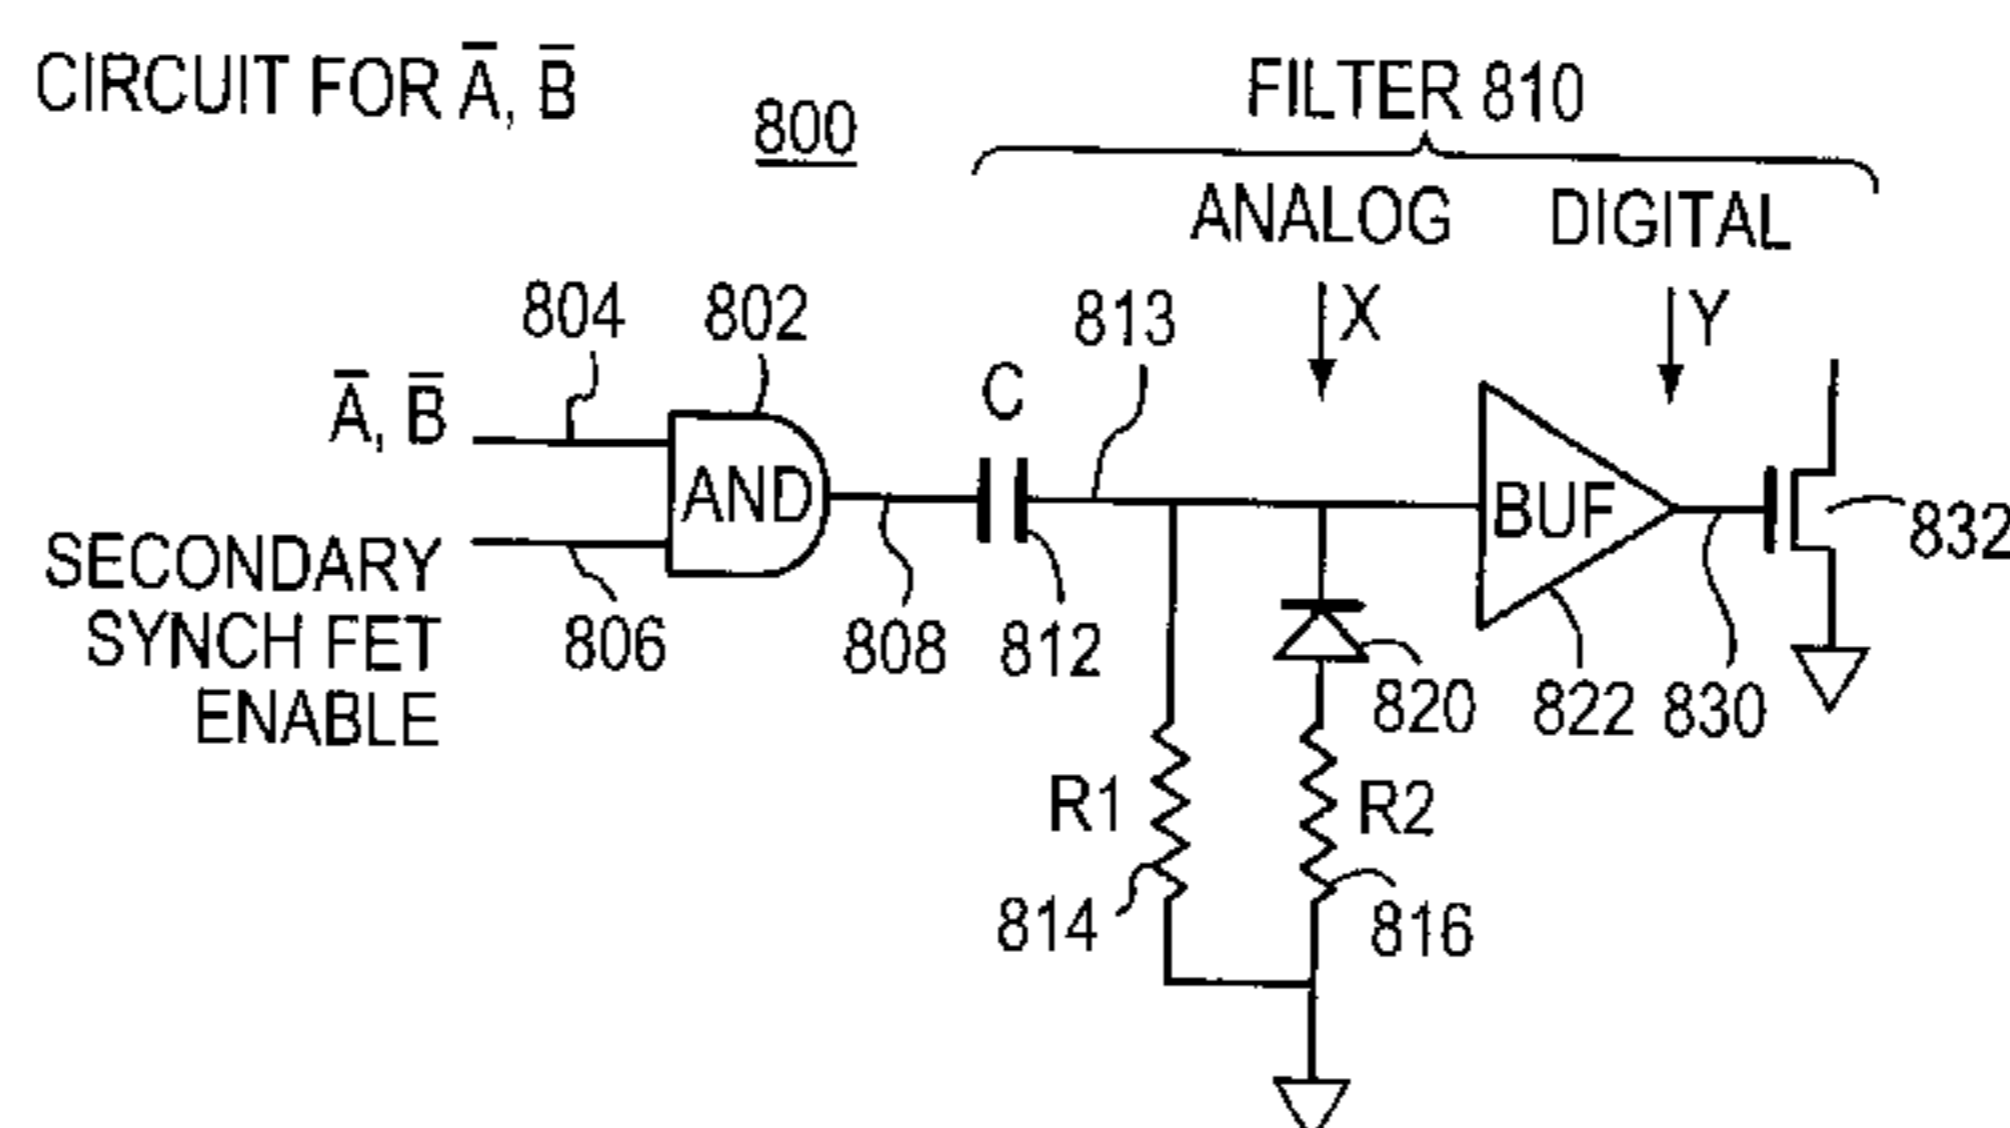 CIRCUIT FOR A̅, B̅
800
FILTER 810
ANALOG
DIGITAL
X
Y
804
802
813
C
A̅, B̅
AND
BUF
832
SECONDARY
SYNCH FET
ENABLE
806
808
812
820
822
830
R1
R2
814
816